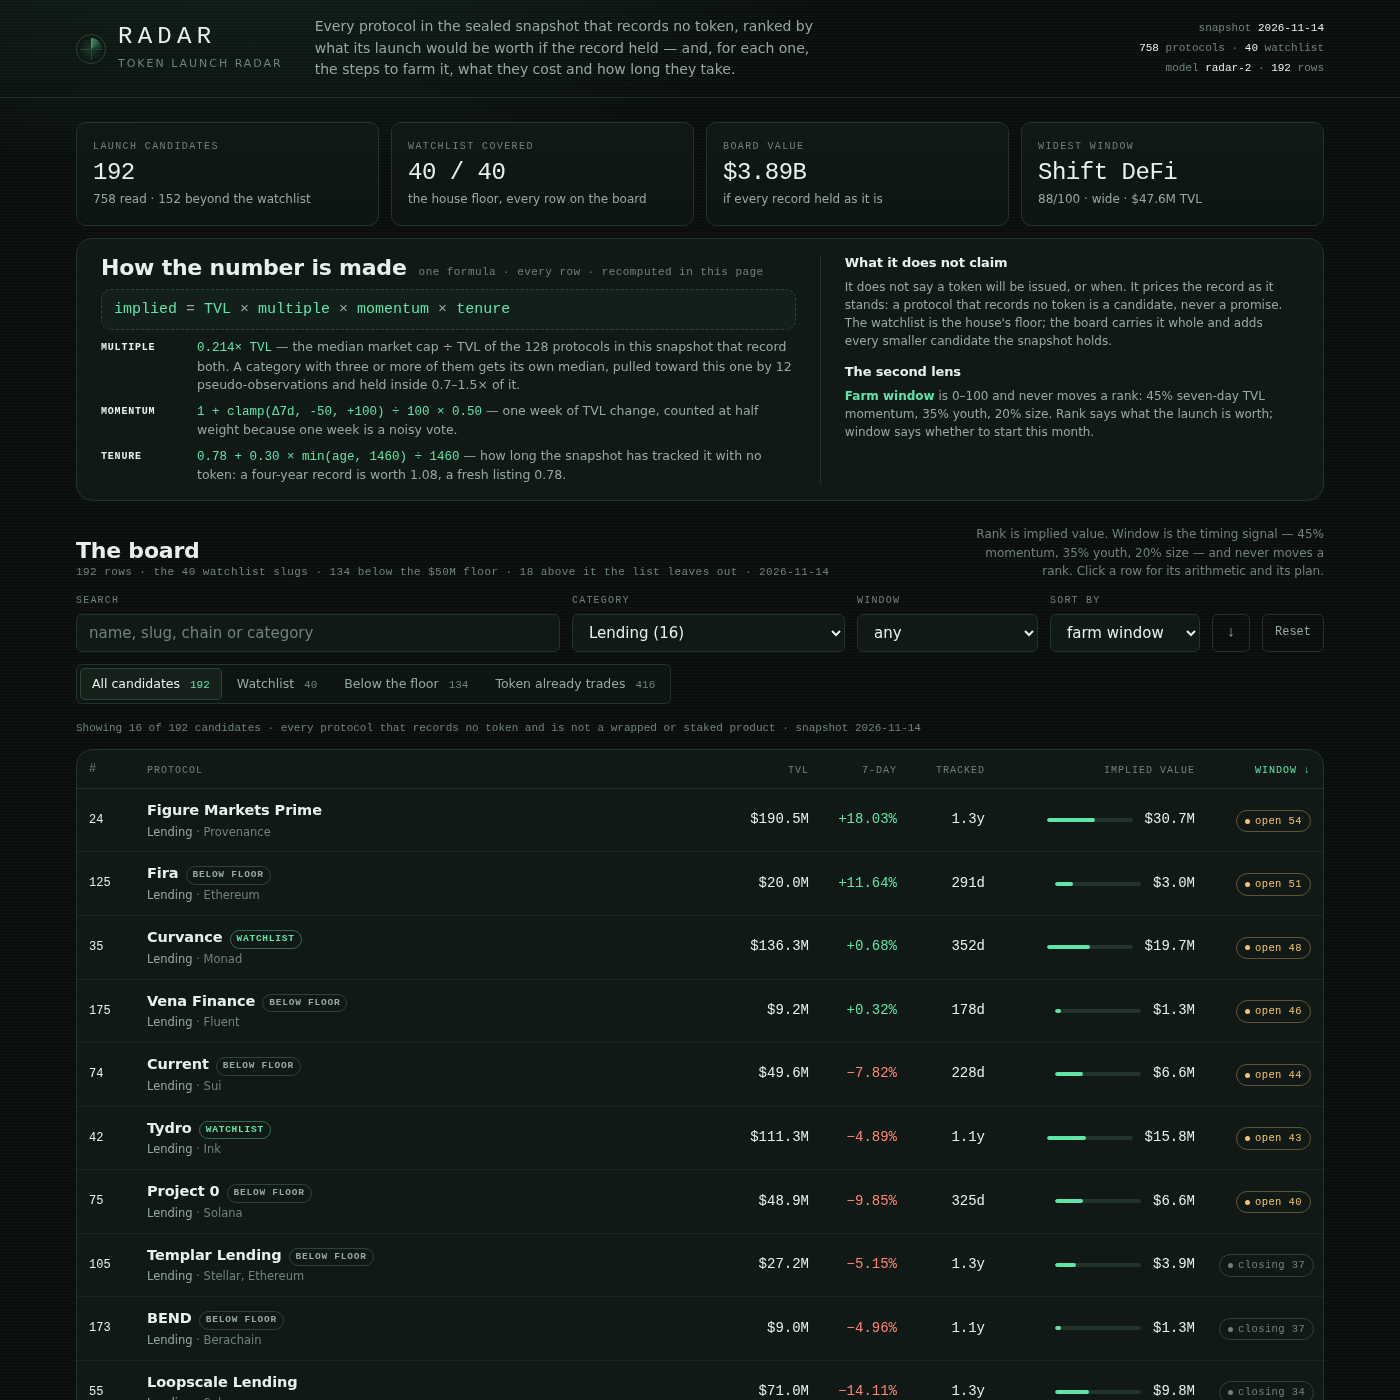 RADAR
TOKEN LAUNCH RADAR
Every protocol in the sealed snapshot that records no token, ranked by
what its launch would be worth if the record held — and, for each one,
the steps to farm it, what they cost and how long they take.
snapshot 2026-11-14
758 protocols · 40 watchlist
model radar-2 · 192 rows
LAUNCH CANDIDATES
192
758 read · 152 beyond the watchlist
WATCHLIST COVERED
40 / 40
the house floor, every row on the board
BOARD VALUE
$3.89B
if every record held as it is
WIDEST WINDOW
Shift DeFi
88/100 · wide · $47.6M TVL
How the number is made one formula · every row · recomputed in this page
implied = TVL × multiple × momentum × tenure
MULTIPLE
0.214× TVL — the median market cap ÷ TVL of the 128 protocols in this snapshot that record
both. A category with three or more of them gets its own median, pulled toward this one by 12
pseudo-observations and held inside 0.7–1.5× of it.
MOMENTUM
1 + clamp(Δ7d, -50, +100) ÷ 100 × 0.50 — one week of TVL change, counted at half
weight because one week is a noisy vote.
TENURE
0.78 + 0.30 × min(age, 1460) ÷ 1460 — how long the snapshot has tracked it with no
token: a four-year record is worth 1.08, a fresh listing 0.78.
What it does not claim
It does not say a token will be issued, or when. It prices the record as it
stands: a protocol that records no token is a candidate, never a promise.
The watchlist is the house's floor; the board carries it whole and adds
every smaller candidate the snapshot holds.
The second lens
Farm window is 0–100 and never moves a rank: 45% seven-day TVL
momentum, 35% youth, 20% size. Rank says what the launch is worth;
window says whether to start this month.
The board
192 rows · the 40 watchlist slugs · 134 below the $50M floor · 18 above it the list leaves out · 2026-11-14
Rank is implied value. Window is the timing signal — 45%
momentum, 35% youth, 20% size — and never moves a
rank. Click a row for its arithmetic and its plan.
SEARCH
name, slug, chain or category
CATEGORY
Lending (16)
WINDOW
any
SORT BY
farm window
↓
Reset
All candidates 192
Watchlist 40
Below the floor 134
Token already trades 416
Showing 16 of 192 candidates · every protocol that records no token and is not a wrapped or staked product · snapshot 2026-11-14
# PROTOCOL TVL 7-DAY TRACKED IMPLIED VALUE WINDOW ↓
24 Figure Markets Prime $190.5M +18.03% 1.3y $30.7M open 54
Lending · Provenance
125 Fira BELOW FLOOR $20.0M +11.64% 291d $3.0M open 51
Lending · Ethereum
35 Curvance WATCHLIST $136.3M +0.68% 352d $19.7M open 48
Lending · Monad
175 Vena Finance BELOW FLOOR $9.2M +0.32% 178d $1.3M open 46
Lending · Fluent
74 Current BELOW FLOOR $49.6M −7.82% 228d $6.6M open 44
Lending · Sui
42 Tydro WATCHLIST $111.3M −4.89% 1.1y $15.8M open 43
Lending · Ink
75 Project 0 BELOW FLOOR $48.9M −9.85% 325d $6.6M open 40
Lending · Solana
105 Templar Lending BELOW FLOOR $27.2M −5.15% 1.3y $3.9M closing 37
Lending · Stellar, Ethereum
173 BEND BELOW FLOOR $9.0M −4.96% 1.1y $1.3M closing 37
Lending · Berachain
55 Loopscale Lending $71.0M −14.11% 1.3y $9.8M closing 34